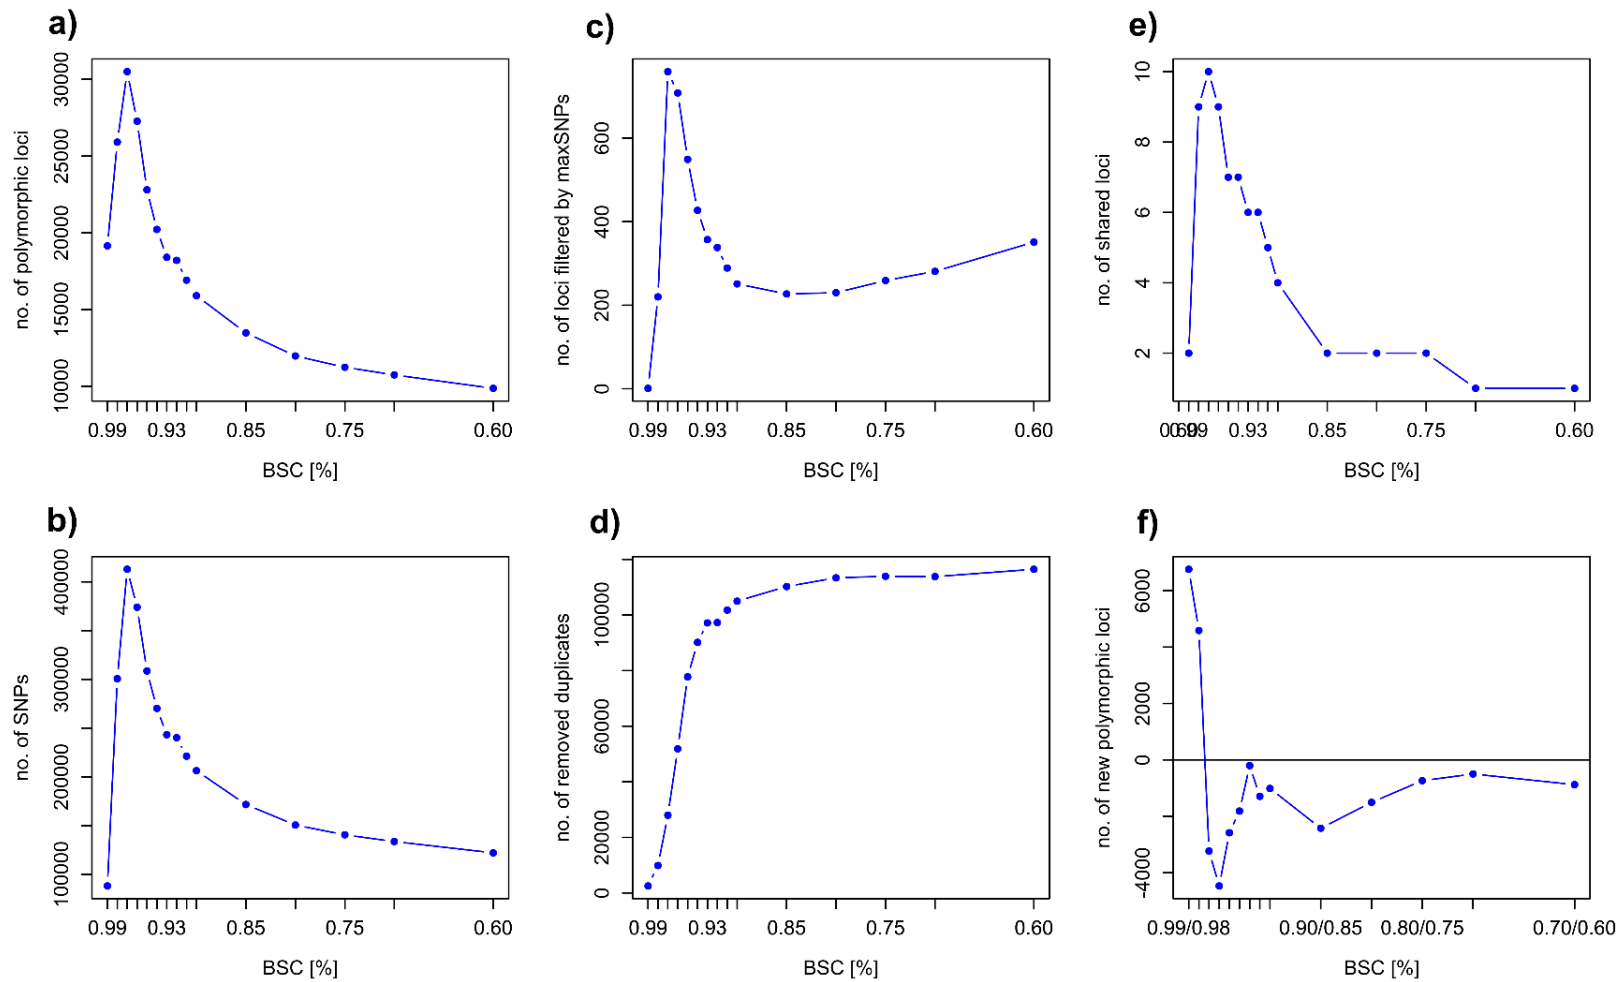 a)
no. of polymorphic loci
30000
25000
20000
15000
10000
0.99 0.93 0.85 0.75 0.60
BSC [%]
c)
no. of loci filtered by maxSNPs
600
400
200
0
0.99 0.93 0.85 0.75 0.60
BSC [%]
e)
no. of shared loci
10
8
6
4
2
0.93 0.85 0.75 0.60
BSC [%]
b)
no. of SNPs
400000
300000
200000
100000
0.99 0.93 0.85 0.75 0.60
BSC [%]
d)
no. of removed duplicates
100000
60000
20000
0
0.99 0.93 0.85 0.75 0.60
BSC [%]
f)
no. of new polymorphic loci
6000
2000
0
-4000
0.99/0.98 0.90/0.85 0.80/0.75 0.70/0.60
BSC [%]